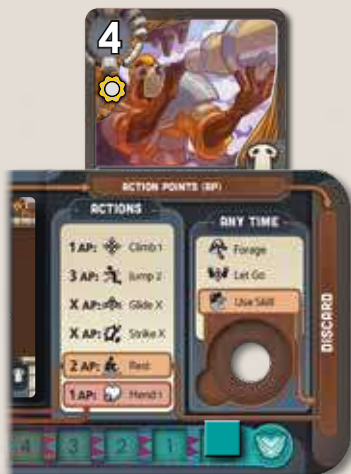 4
ACTION POINTS (AP)
ACTIONS
1 AP: Climb 1
3 AP: Jump 2
X AP: Glide X
X AP: Strike X
2 AP: Rest
1 AP: Mend 1
ANY TIME
Forage
Let Go
Use Skill
DISCARD
4 3 2 1